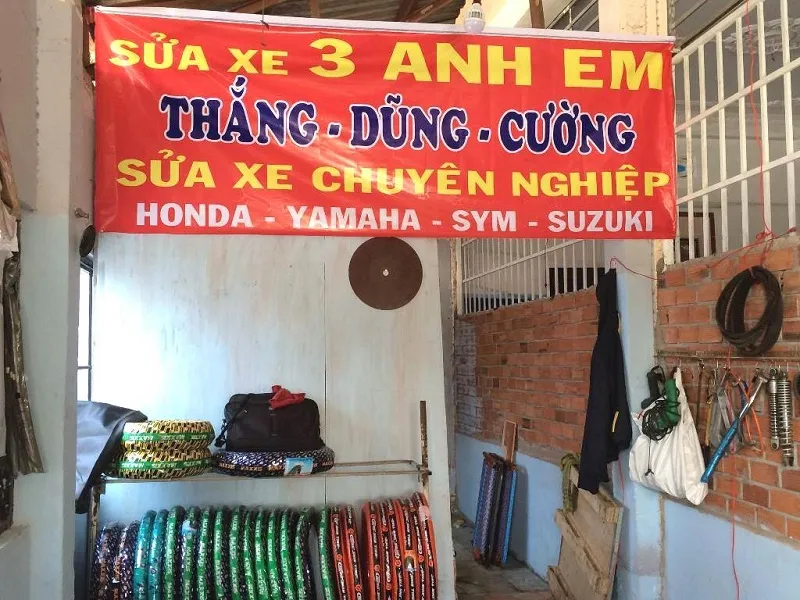 SỬA XE 3 ANH EM
THẮNG - DŨNG - CƯỜNG
SỬA XE CHUYÊN NGHIỆP
HONDA - YAMAHA - SYM - SUZUKI